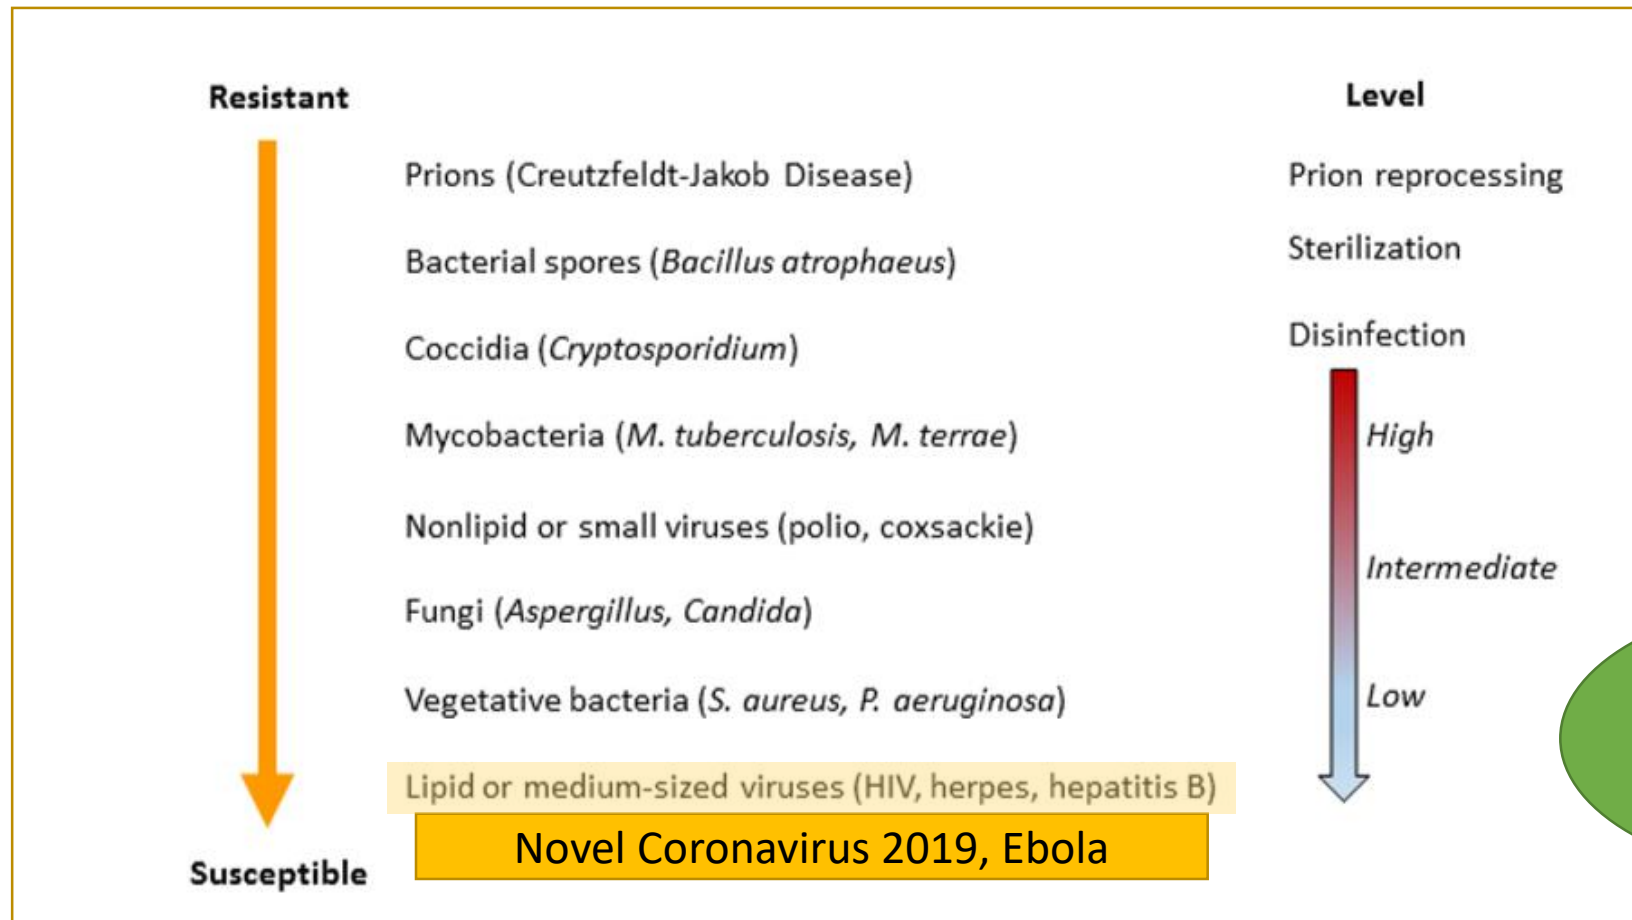 Resistant
Level
Prions (Creutzfeldt-Jakob Disease)
Prion reprocessing
Bacterial spores (Bacillus atrophaeus)
Sterilization
Coccidia (Cryptosporidium)
Disinfection
Mycobacteria (M. tuberculosis, M. terrae)
High
Nonlipid or small viruses (polio, coxsackie)
Intermediate
Fungi (Aspergillus, Candida)
Vegetative bacteria (S. aureus, P. aeruginosa)
Low
Lipid or medium-sized viruses (HIV, herpes, hepatitis B)
Novel Coronavirus 2019, Ebola
Susceptible